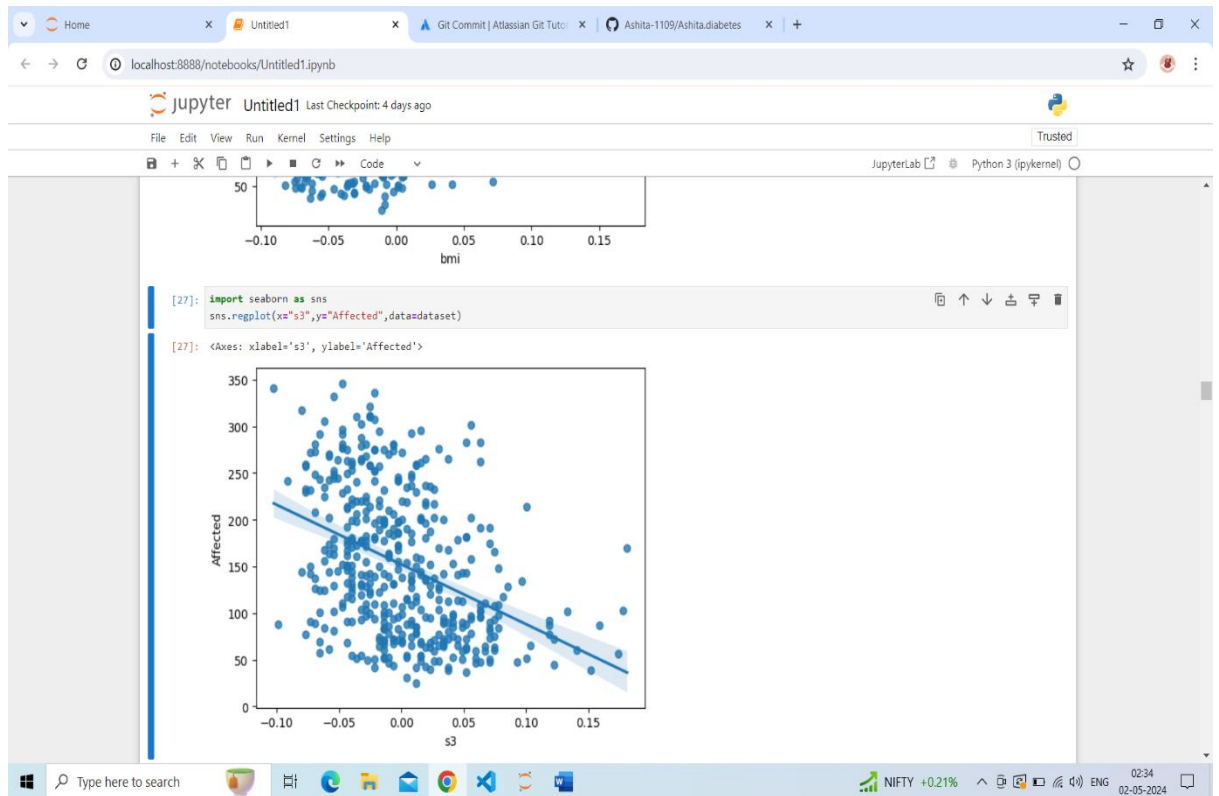 Home
Untitled1
Git Commit | Atlassian Git Tutor
Ashita-1109/Ashita.diabetes
localhost:8888/notebooks/Untitled1.ipynb
jupyter Untitled1 Last Checkpoint: 4 days ago
File Edit View Run Kernel Settings Help
Trusted
Code
JupyterLab
Python 3 (ipykernel)
50
−0.10 −0.05 0.00 0.05 0.10 0.15
bmi
[27]: import seaborn as sns
sns.regplot(x="s3",y="Affected",data=dataset)
[27]: <Axes: xlabel='s3', ylabel='Affected'>
350
300
250
200
150
100
50
0
Affected
−0.10 −0.05 0.00 0.05 0.10 0.15
s3
Type here to search
NIFTY +0.21%
ENG
02:34
02-05-2024